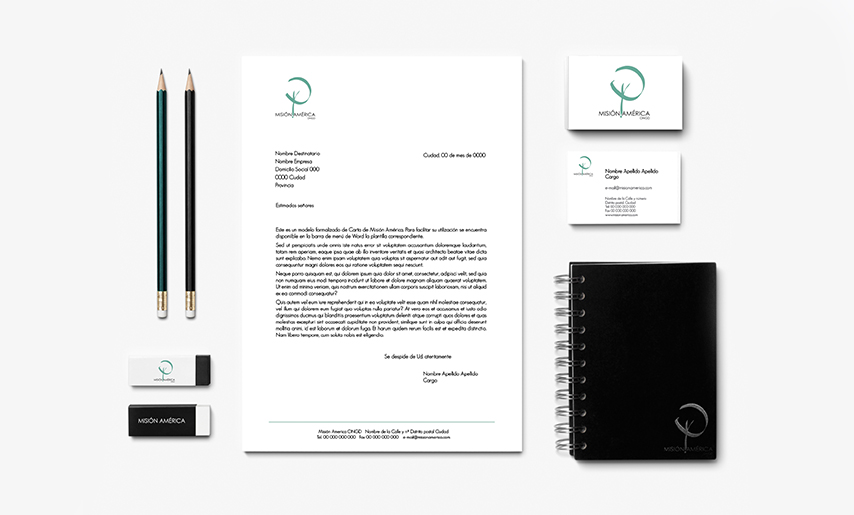 MISIÓN AMÉRICA
ONGD
Nombre Destinatario
Nombre Empresa
Domicilio Social 000
0000 Ciudad
Provincia
Ciudad, 00 de mes de 0000
Estimados señores
Este es un modelo formalizado de Carta de Misión América. Para facilitar su utilización se encuentra
disponible en la barra de menú de Word la plantilla correspondiente.
Sed ut perspiciatis unde omnis iste natus error sit voluptatem accusantium doloremque laudantium,
totam rem aperiam, eaque ipsa quae ab illo inventore veritatis et quasi architecto beatae vitae dicta
sunt explicabo. Nemo enim ipsam voluptatem quia voluptas sit aspernatur aut odit aut fugit, sed quia
consequuntur magni dolores eos qui ratione voluptatem sequi nesciunt.
Neque porro quisquam est, qui dolorem ipsum quia dolor sit amet, consectetur, adipisci velit, sed quia
non numquam eius modi tempora incidunt ut labore et dolore magnam aliquam quaerat voluptatem.
Ut enim ad minima veniam, quis nostrum exercitationem ullam corporis suscipit laboriosam, nisi ut aliquid
ex ea commodi consequatur?
Quis autem vel eum iure reprehenderit qui in ea voluptate velit esse quam nihil molestiae consequatur,
vel illum qui dolorem eum fugiat quo voluptas nulla pariatur? At vero eos et accusamus et iusto odio
dignissimos ducimus qui blanditiis praesentium voluptatum deleniti atque corrupti quos dolores et quas
molestias excepturi sint occaecati cupiditate non provident, similique sunt in culpa qui officia deserunt
mollitia animi, id est laborum et dolorum fuga. Et harum quidem rerum facilis est et expedita distinctio.
Nam libero tempore, cum soluta nobis est eligendi.
Se despide de Ud. atentamente
Nombre Apellido Apellido
Cargo
Misión América ONGD Nombre de la Calle y nº Distrito postal Ciudad
Tel. 00 000 000 000 Fax 00 000 000 000 e-mail@misionamerica.com
MISIÓN AMÉRICA
ONGD
MISIÓN AMÉRICA
Nombre Apellido Apellido
Cargo
e-mail@misionamerica.com
Nombre de la Calle y número
Distrito postal, Ciudad
Tel. 00 000 000 000
Fax 00 000 000 000
www.misionamerica.com
MISIÓN AMÉRICA
MISIÓN AMÉRICA
MISIÓN AMÉRICA